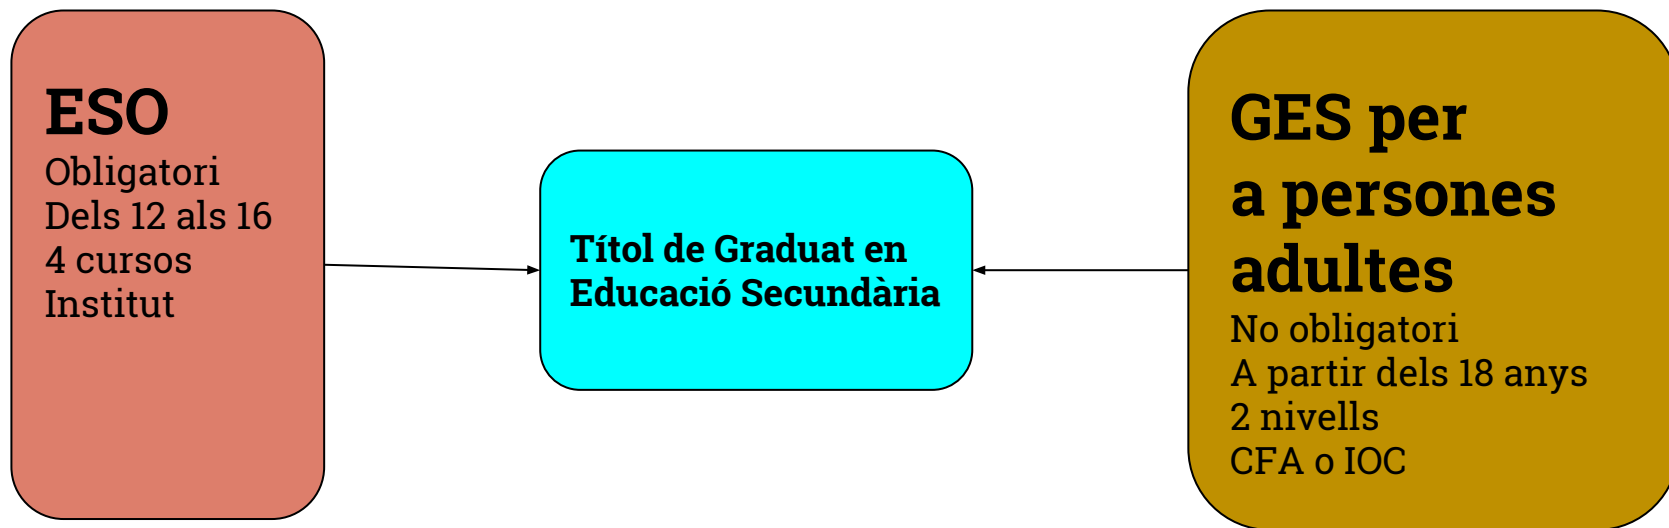 ESO
Obligatori
Dels 12 als 16
4 cursos
Institut
Títol de Graduat en
Educació Secundària
GES per
a persones
adultes
No obligatori
A partir dels 18 anys
2 nivells
CFA o IOC